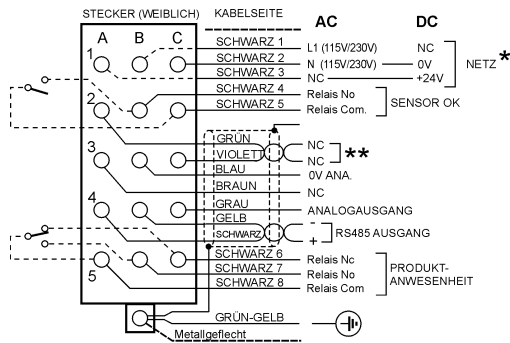 STECKER (WEIBLICH) KABELSEITE AC DC
A B C
1 2 3 4 5
SCHWARZ 1 L1 (115V/230V) NC
SCHWARZ 2 N (115V/230V) 0V NETZ *
SCHWARZ 3 NC +24V
SCHWARZ 4 Relais No
SCHWARZ 5 Relais Com. SENSOR OK
GRÜN NC
VIOLETT NC **
BLAU 0V ANA.
BRAUN NC
GRAU ANALOGAUSGANG
GELB -
SCHWARZ + RS485 AUSGANG
SCHWARZ 6 Relais Nc
SCHWARZ 7 Relais No PRODUKT-
SCHWARZ 8 Relais Com ANWESENHEIT
GRÜN-GELB
Metallgeflecht